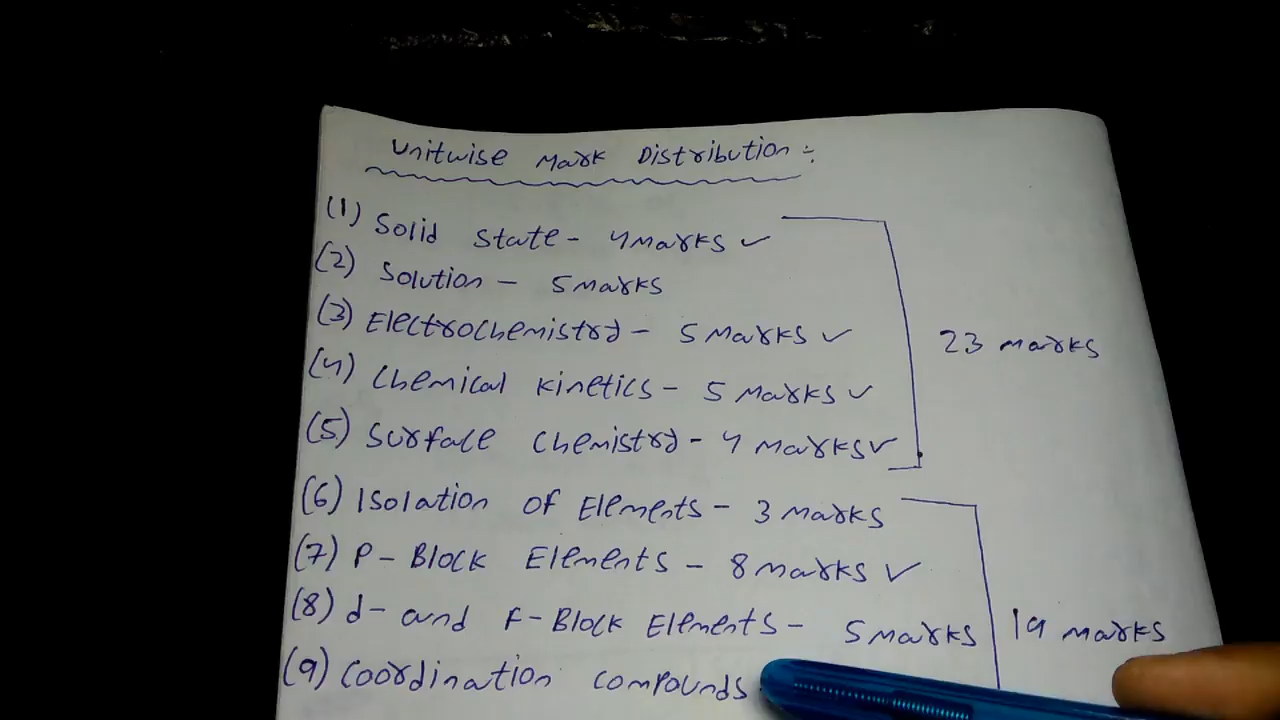 Unitwise Mark Distribution :-
(1) Solid State - 4 Marks ✓
(2) Solution - 5 Marks
(3) Electrochemistry - 5 Marks ✓
(4) Chemical Kinetics - 5 Marks ✓
(5) Surface Chemistry - 4 Marks ✓
23 marks
(6) Isolation of Elements - 3 Marks
(7) P-Block Elements - 8 Marks ✓
(8) d- and F-Block Elements - 5 Marks
19 marks
(9) Coordination compounds